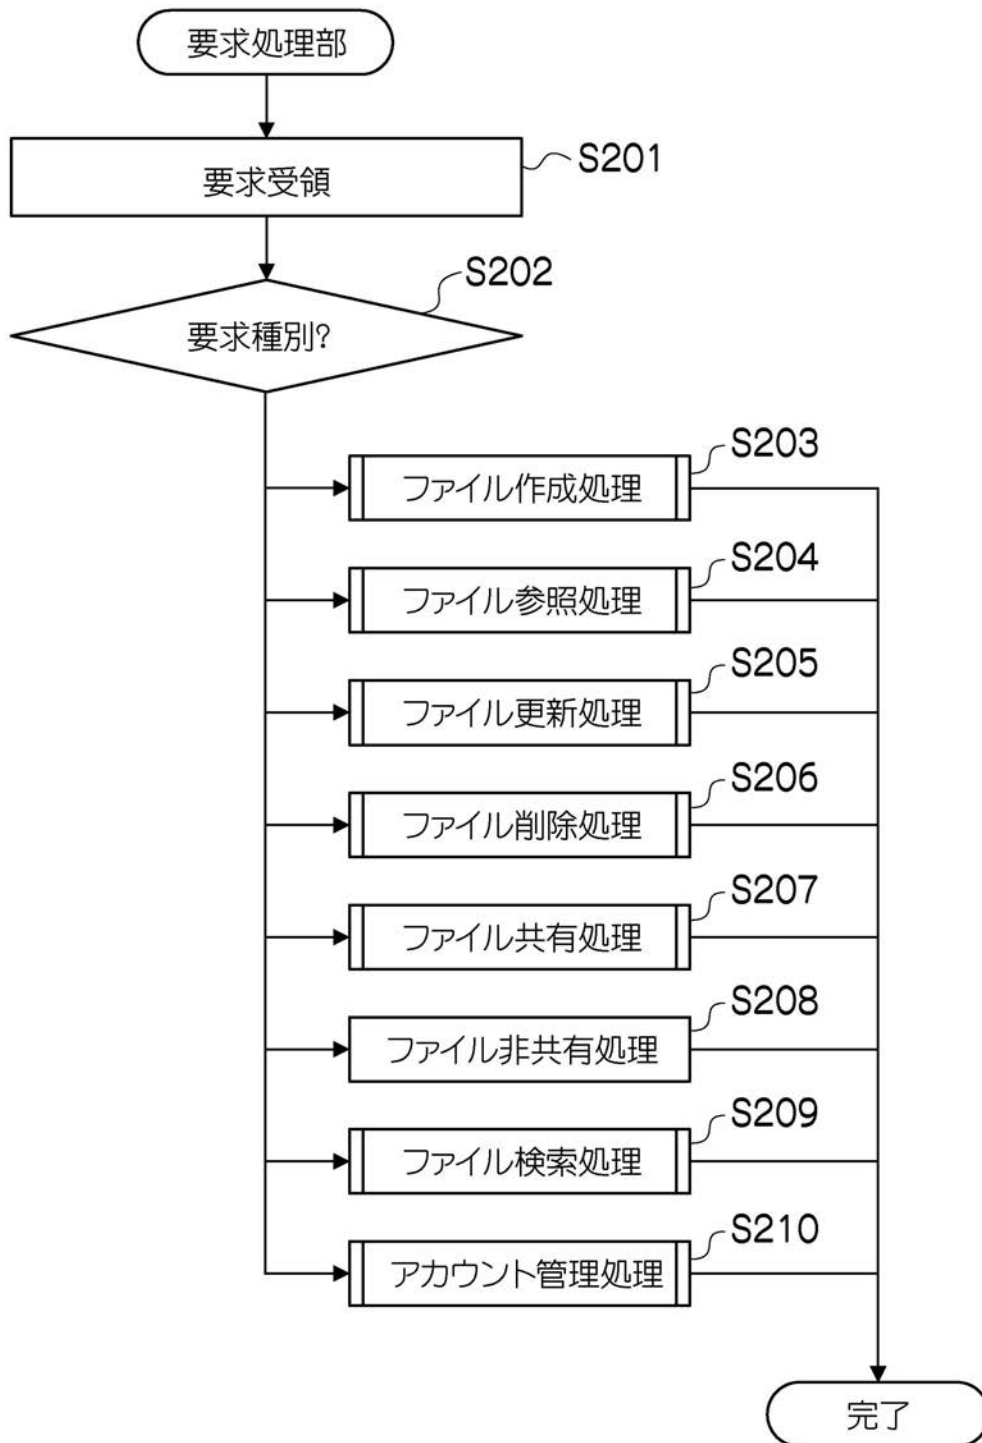 要求処理部
要求受領
S201
要求種別?
S202
ファイル作成処理
S203
ファイル参照処理
S204
ファイル更新処理
S205
ファイル削除処理
S206
ファイル共有処理
S207
ファイル非共有処理
S208
ファイル検索処理
S209
アカウント管理処理
S210
完了